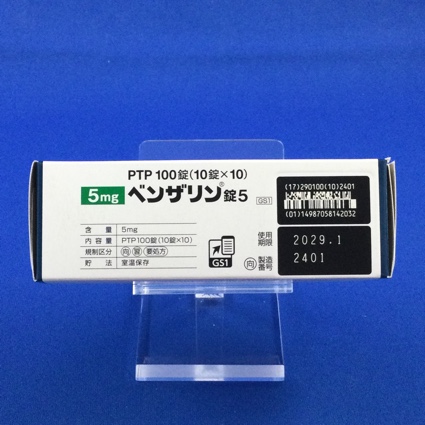 PTP 100錠(10錠×10)
5mg ベンザリン®錠5 GS1
含量 5mg
内容量 PTP100錠(10錠×10)
規制区分 向 習 要処方
貯法 室温保存
GS1
(17)290100(10)2401
(01)14987058142032
使用期限 2029.1
向 製造番号 2401